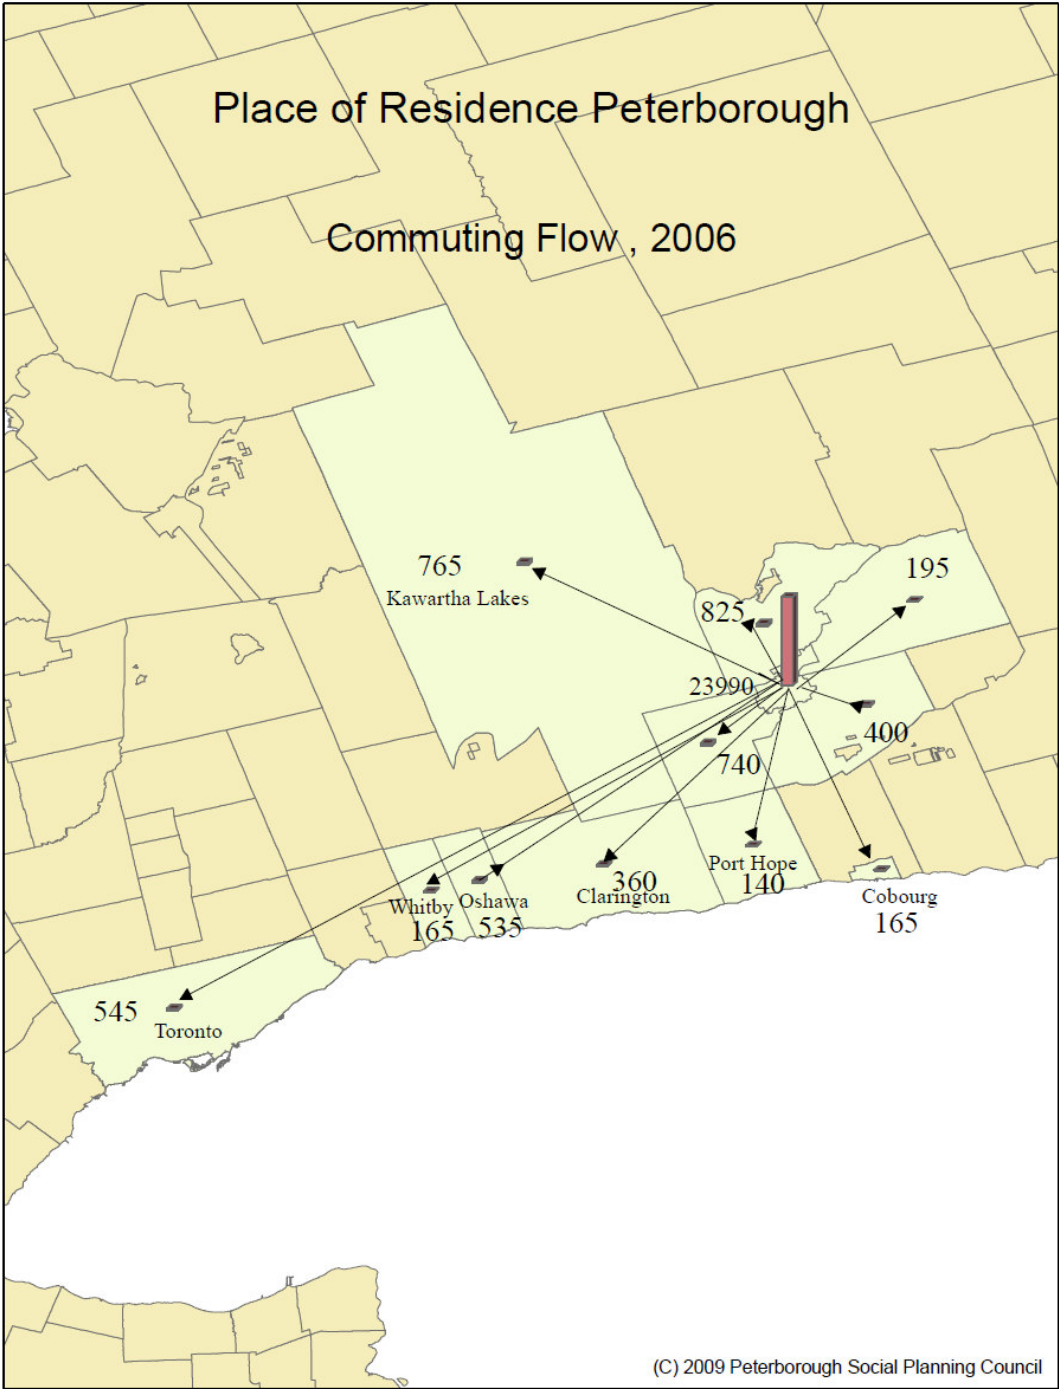 Place of Residence Peterborough
Commuting Flow , 2006
765
Kawartha Lakes
195
825
23990
400
740
Port Hope
140
360
Clarington
Cobourg
165
Whitby
165
Oshawa
535
545
Toronto
(C) 2009 Peterborough Social Planning Council